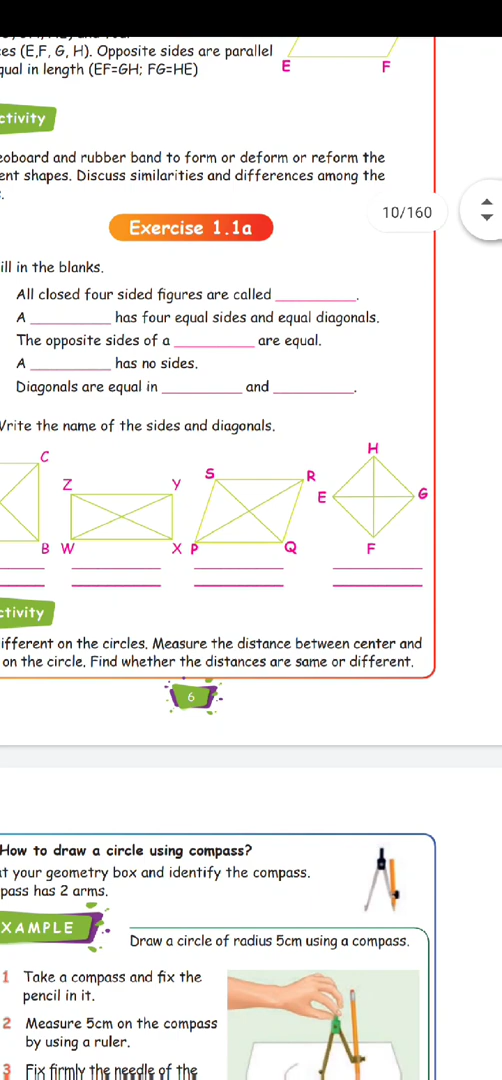 es (E,F, G, H). Opposite sides are parallel
qual in length (EF=GH; FG=HE)
E F
ctivity
eoboard and rubber band to form or deform or reform the
ent shapes. Discuss similarities and differences among the
10/160
Exercise 1.1a
ill in the blanks.
All closed four sided figures are called __________.
A __________ has four equal sides and equal diagonals.
The opposite sides of a __________ are equal.
A __________ has no sides.
Diagonals are equal in __________ and __________.
Write the name of the sides and diagonals.
C
B
Z Y
W X
S R
P Q
H
E G
F
ctivity
ifferent on the circles. Measure the distance between center and
on the circle. Find whether the distances are same or different.
6
How to draw a circle using compass?
t your geometry box and identify the compass.
pass has 2 arms.
XAMPLE
Draw a circle of radius 5cm using a compass.
1 Take a compass and fix the
pencil in it.
2 Measure 5cm on the compass
by using a ruler.
3 Fix firmly the needle of the